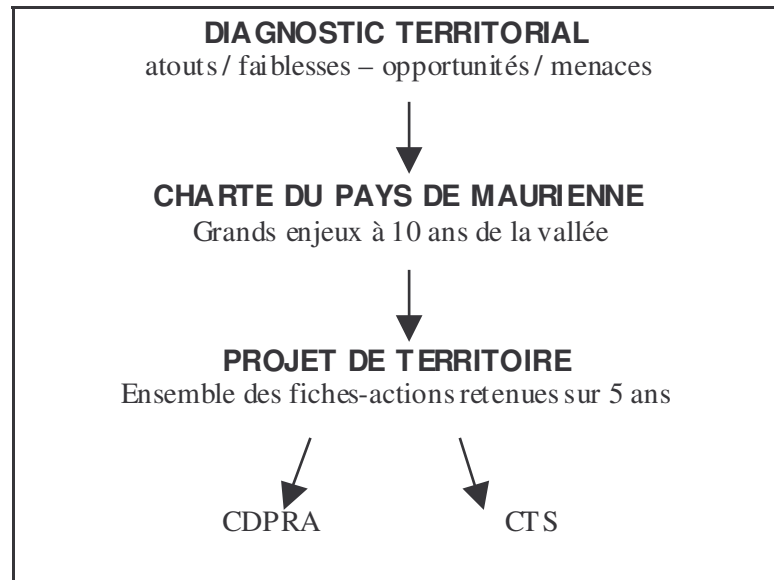 DIAGNOSTIC TERRITORIAL
atouts / faiblesses – opportunités / menaces
CHARTE DU PAYS DE MAURIENNE
Grands enjeux à 10 ans de la vallée
PROJET DE TERRITOIRE
Ensemble des fiches-actions retenues sur 5 ans
CDPRA CTS